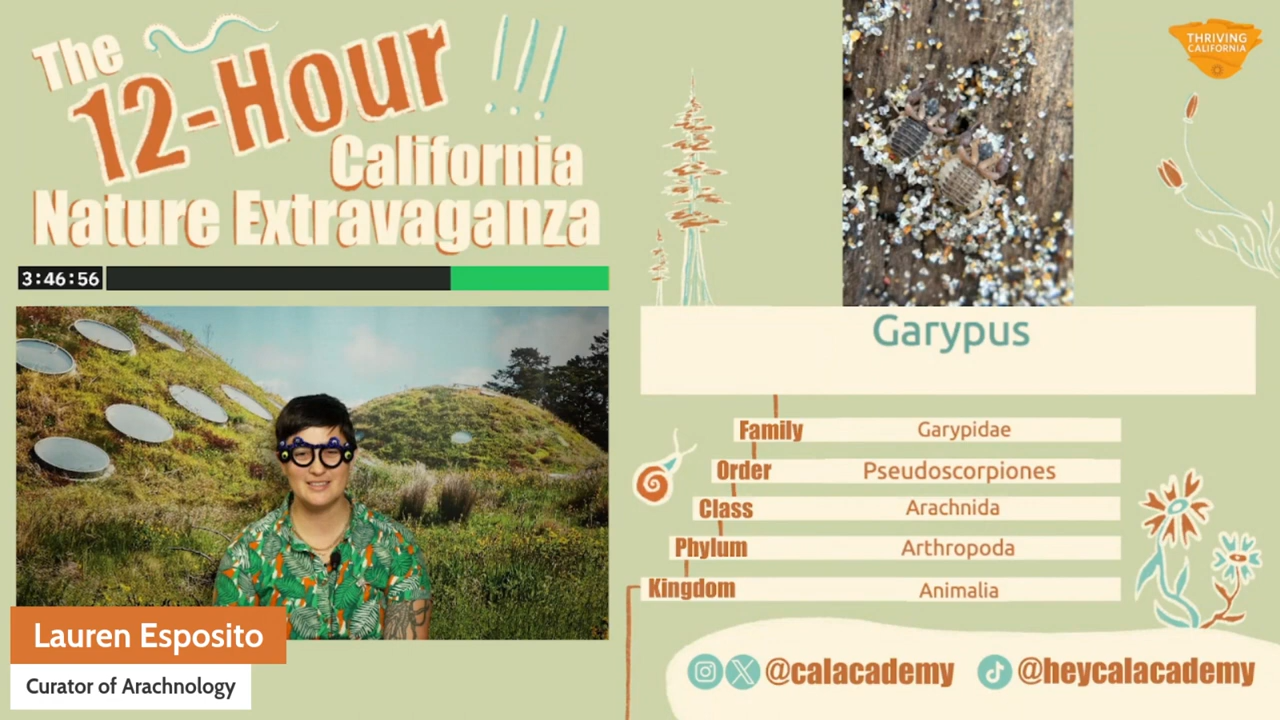 The
12-Hour!!!
California
Nature Extravaganza
3:46:56
Lauren Esposito
Curator of Arachnology
THRIVING
CALIFORNIA
Garypus
Family Garypidae
Order Pseudoscorpiones
Class Arachnida
Phylum Arthropoda
Kingdom Animalia
@calacademy @heycalacademy